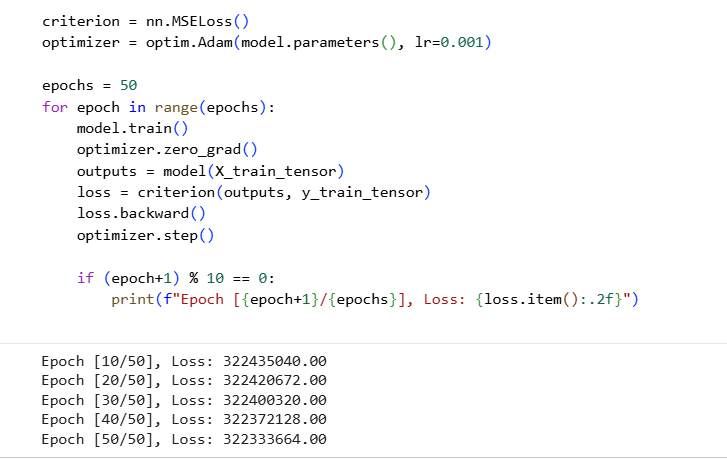 criterion = nn.MSELoss()
optimizer = optim.Adam(model.parameters(), lr=0.001)
epochs = 50
for epoch in range(epochs):
model.train()
optimizer.zero_grad()
outputs = model(X_train_tensor)
loss = criterion(outputs, y_train_tensor)
loss.backward()
optimizer.step()
if (epoch+1) % 10 == 0:
print(f"Epoch [{epoch+1}/{epochs}], Loss: {loss.item():.2f}")
Epoch [10/50], Loss: 322435040.00
Epoch [20/50], Loss: 322420672.00
Epoch [30/50], Loss: 322400320.00
Epoch [40/50], Loss: 322372128.00
Epoch [50/50], Loss: 322333664.00